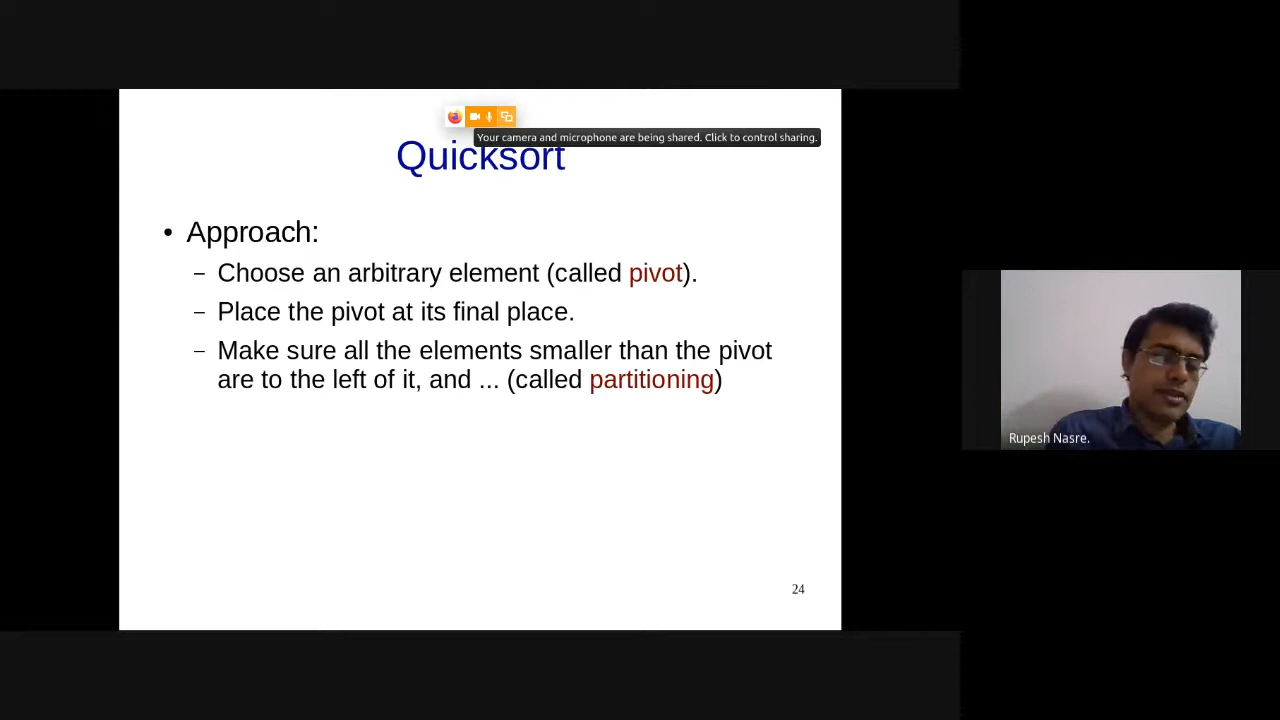 Your camera and microphone are being shared. Click to control sharing.
Quicksort
• Approach:
– Choose an arbitrary element (called pivot).
– Place the pivot at its final place.
– Make sure all the elements smaller than the pivot
are to the left of it, and ... (called partitioning)
Rupesh Nasre.
24